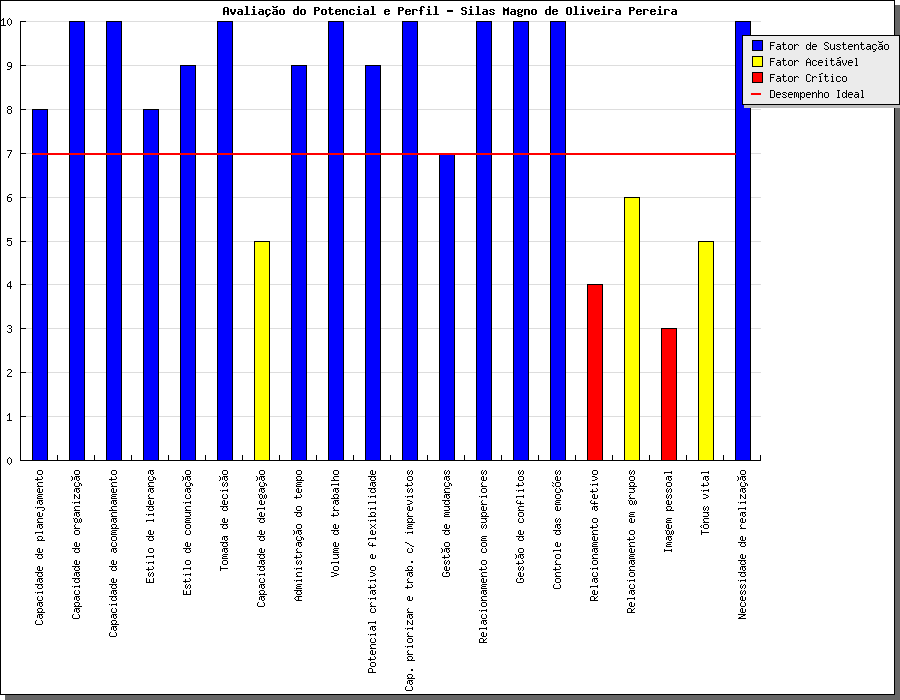 Avaliação do Potencial e Perfil - Silas Magno de Oliveira Pereira
Fator de Sustentação
Fator Aceitável
Fator Crítico
Desempenho Ideal
10
9
8
7
6
5
4
3
2
1
0
Capacidade de planejamento
Capacidade de organização
Capacidade de acompanhamento
Estilo de liderança
Estilo de comunicação
Tomada de decisão
Capacidade de delegação
Administração do tempo
Volume de trabalho
Potencial criativo e flexibilidade
Cap. priorizar e trab. c/ imprevistos
Gestão de mudanças
Relacionamento com superiores
Gestão de conflitos
Controle das emoções
Relacionamento afetivo
Relacionamento em grupos
Imagem pessoal
Tônus vital
Necessidade de realização